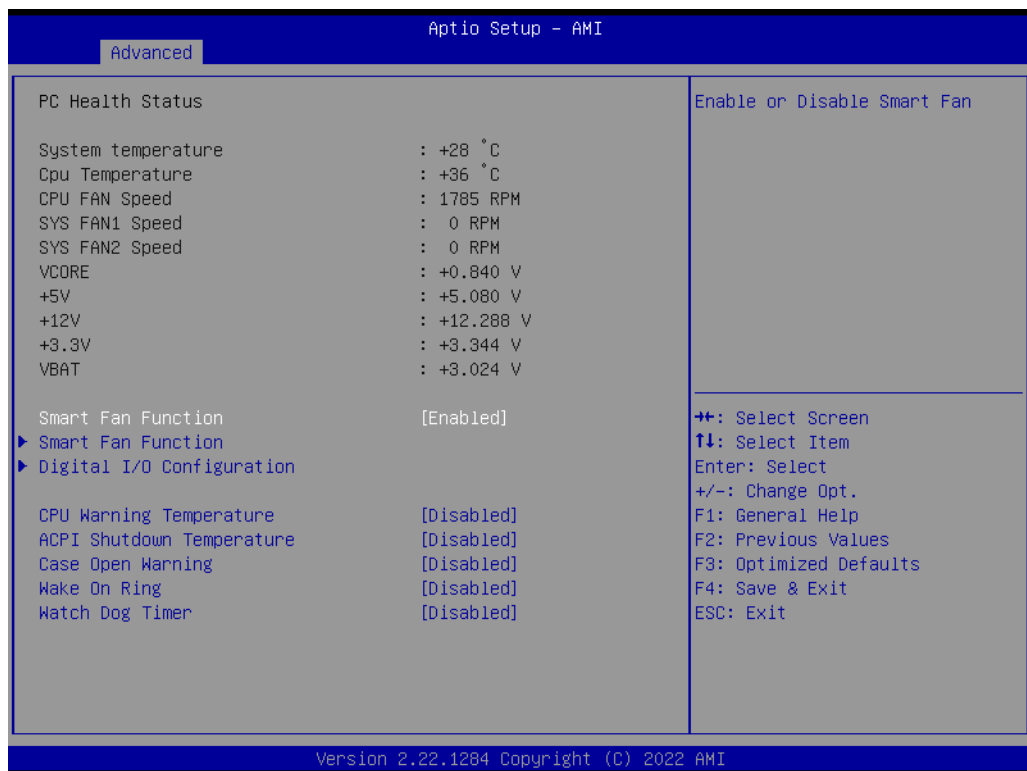 Aptio Setup – AMI
Advanced
PC Health Status
System temperature : +28 °C
Cpu Temperature : +36 °C
CPU FAN Speed : 1785 RPM
SYS FAN1 Speed : 0 RPM
SYS FAN2 Speed : 0 RPM
VCORE : +0.840 V
+5V : +5.080 V
+12V : +12.288 V
+3.3V : +3.344 V
VBAT : +3.024 V
Smart Fan Function [Enabled]
Smart Fan Function
Digital I/O Configuration
CPU Warning Temperature [Disabled]
ACPI Shutdown Temperature [Disabled]
Case Open Warning [Disabled]
Wake On Ring [Disabled]
Watch Dog Timer [Disabled]
Enable or Disable Smart Fan
→←: Select Screen
↑↓: Select Item
Enter: Select
+/-: Change Opt.
F1: General Help
F2: Previous Values
F3: Optimized Defaults
F4: Save & Exit
ESC: Exit
Version 2.22.1284 Copyright (C) 2022 AMI